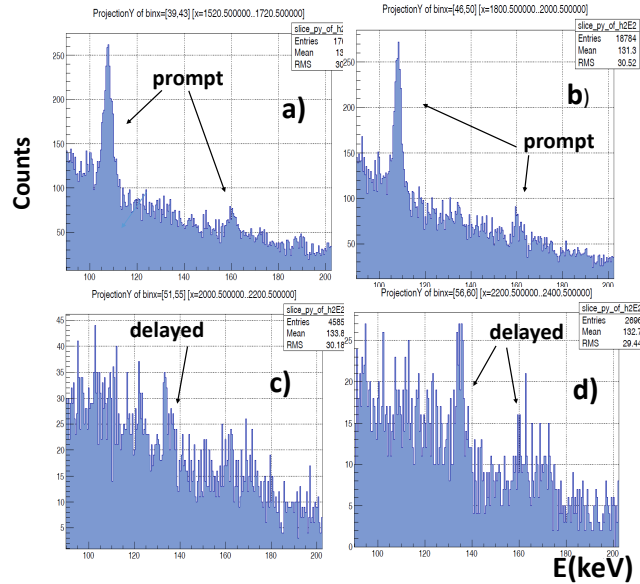 ProjectionY of binx=[39,43] [x=1520.500000..1720.500000]
slice_py_of_h2E2
Entries
Mean
RMS
prompt
a)
Counts
250
200
150
100
50
100 120 140 160 180 200
ProjectionY of binx=[46,50] [x=1800.500000..2000.500000]
slice_py_of_h2E2
Entries 18784
Mean 131.3
RMS 30.52
b)
prompt
250
200
150
100
50
100 120 140 160 180 200
ProjectionY of binx=[51,55] [x=2000.500000..2200.500000]
slice_py_of_h2E2
Entries 4585
Mean 133.8
RMS
delayed
c)
45
40
35
30
25
20
15
10
5
100 120 140 160 180 200
ProjectionY of binx=[56,60] [x=2200.500000..2400.500000]
slice_py_of_h2E2
Entries
Mean 132.7
RMS 29.44
delayed
d)
25
20
15
10
5
0
100 120 140 160 180 200
E(keV)